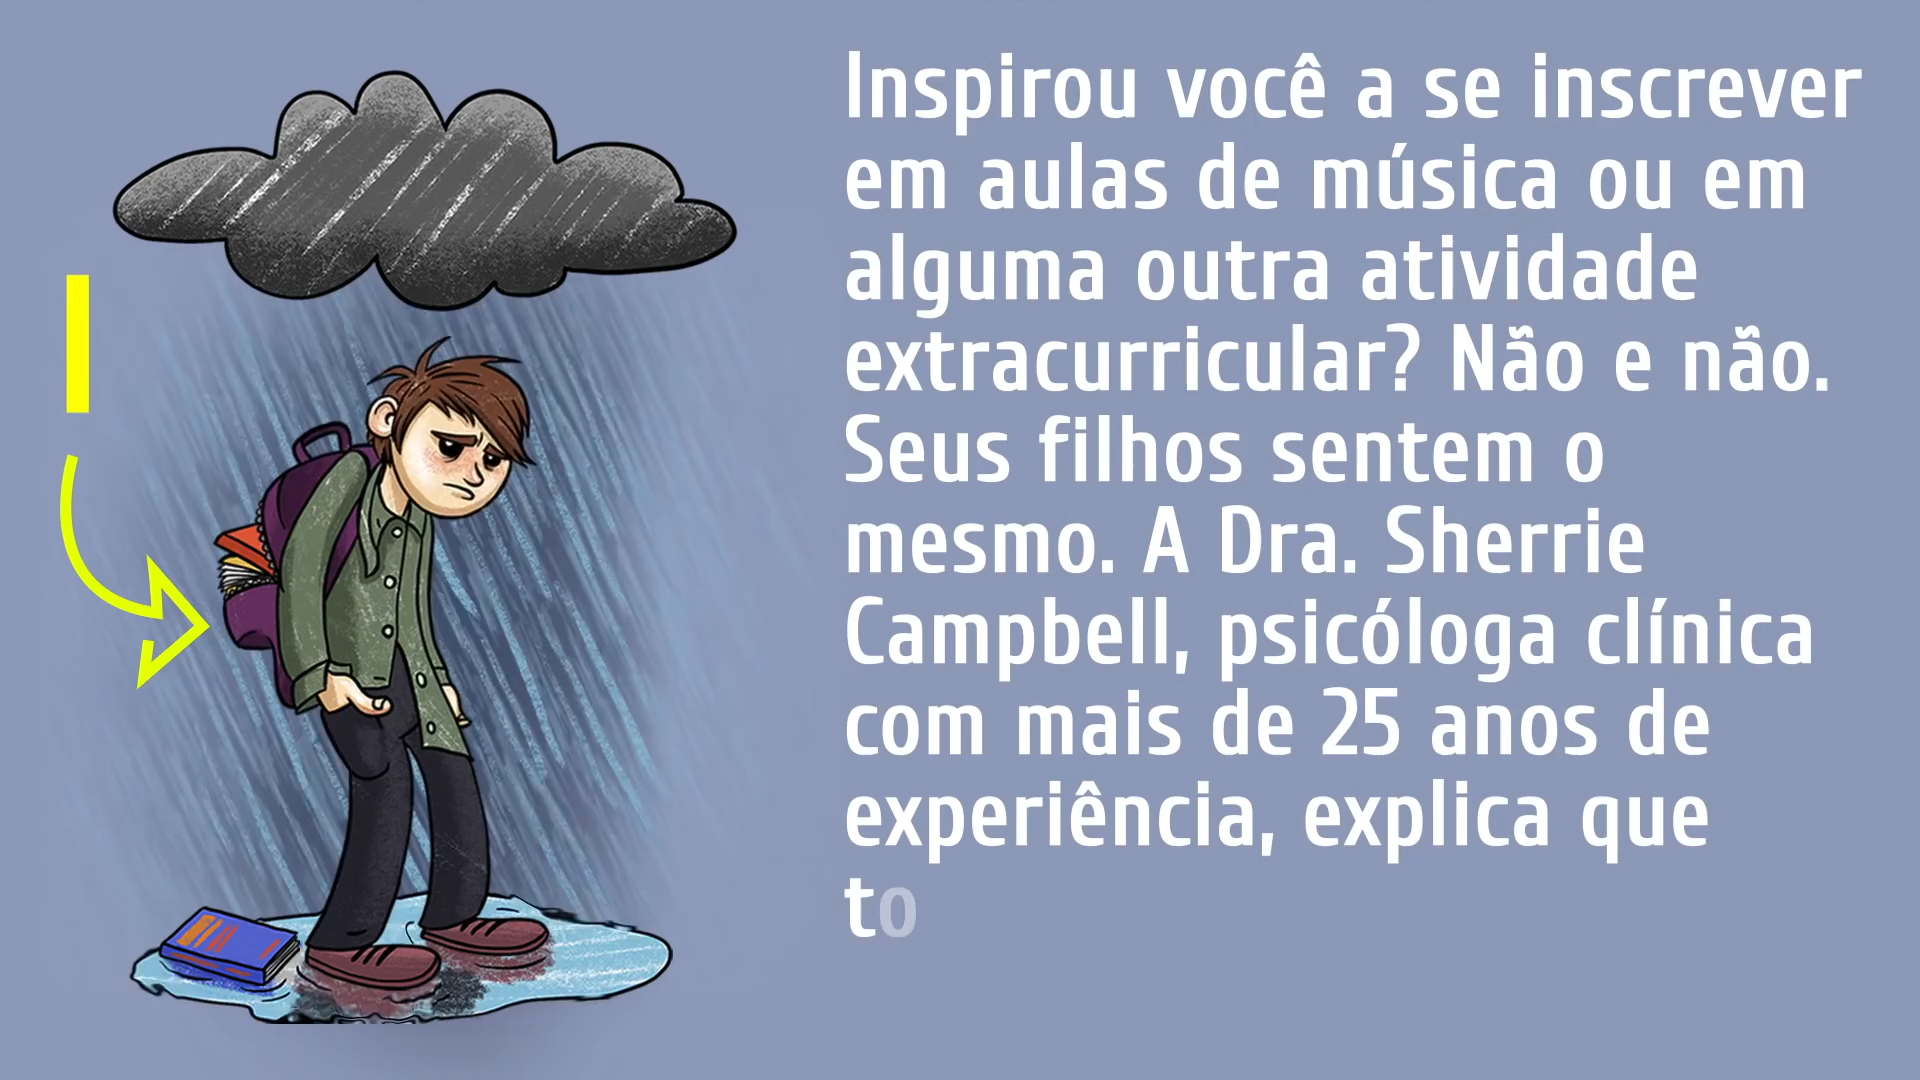 Inspirou você a se inscrever
em aulas de música ou em
alguma outra atividade
extracurricular? Não e não.
Seus filhos sentem o
mesmo. A Dra. Sherrie
Campbell, psicóloga clínica
com mais de 25 anos de
experiência, explica que
to